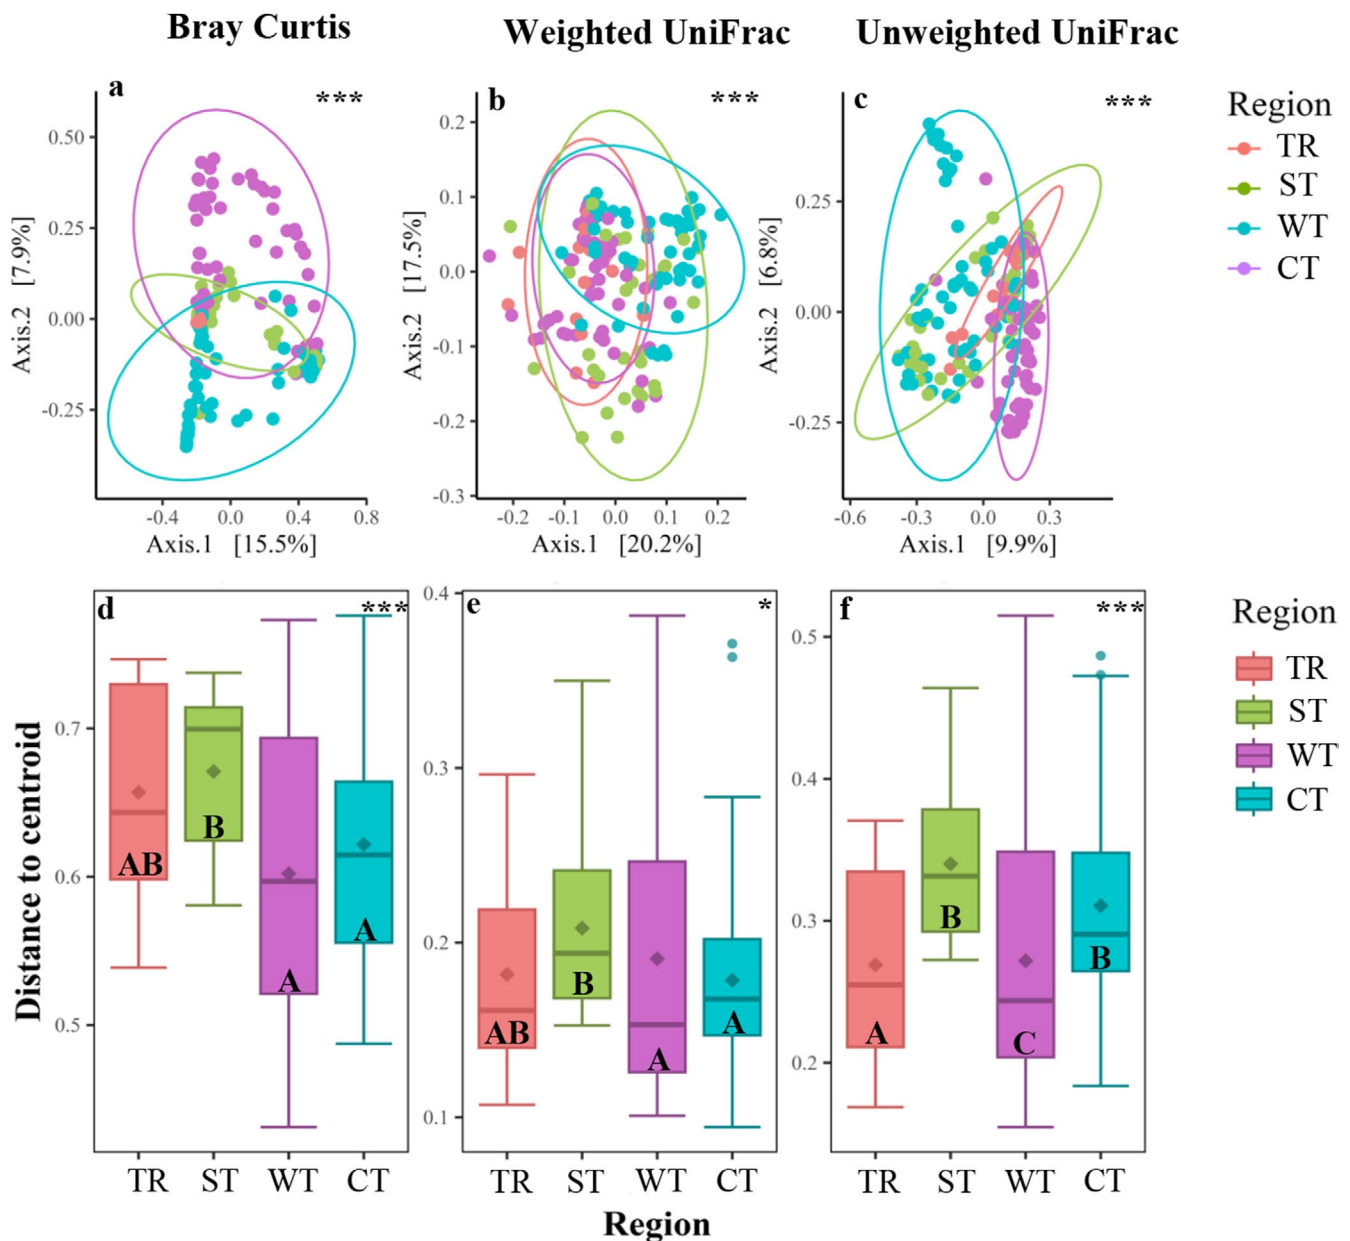 Bray Curtis
Weighted UniFrac
Unweighted UniFrac
a
***
Axis.2 [7.9%]
0.50
0.25
0.00
-0.25
-0.4 0.0 0.4 0.8
Axis.1 [15.5%]
b
***
Axis.2 [17.5%]
0.2
0.1
0.0
-0.1
-0.2
-0.3
-0.2 -0.1 0.0 0.1 0.2
Axis.1 [20.2%]
c
***
Axis.2 [6.8%]
0.25
0.00
-0.25
-0.6 -0.3 0.0 0.3
Axis.1 [9.9%]
Region
TR
ST
WT
CT
Distance to centroid
d
***
0.7
0.6
0.5
AB
B
A
A
TR ST WT CT
e
*
0.4
0.3
0.2
0.1
AB
B
A
A
TR ST WT CT
f
***
0.5
0.4
0.3
0.2
A
B
C
B
TR ST WT CT
Region
Region
TR
ST
WT
CT